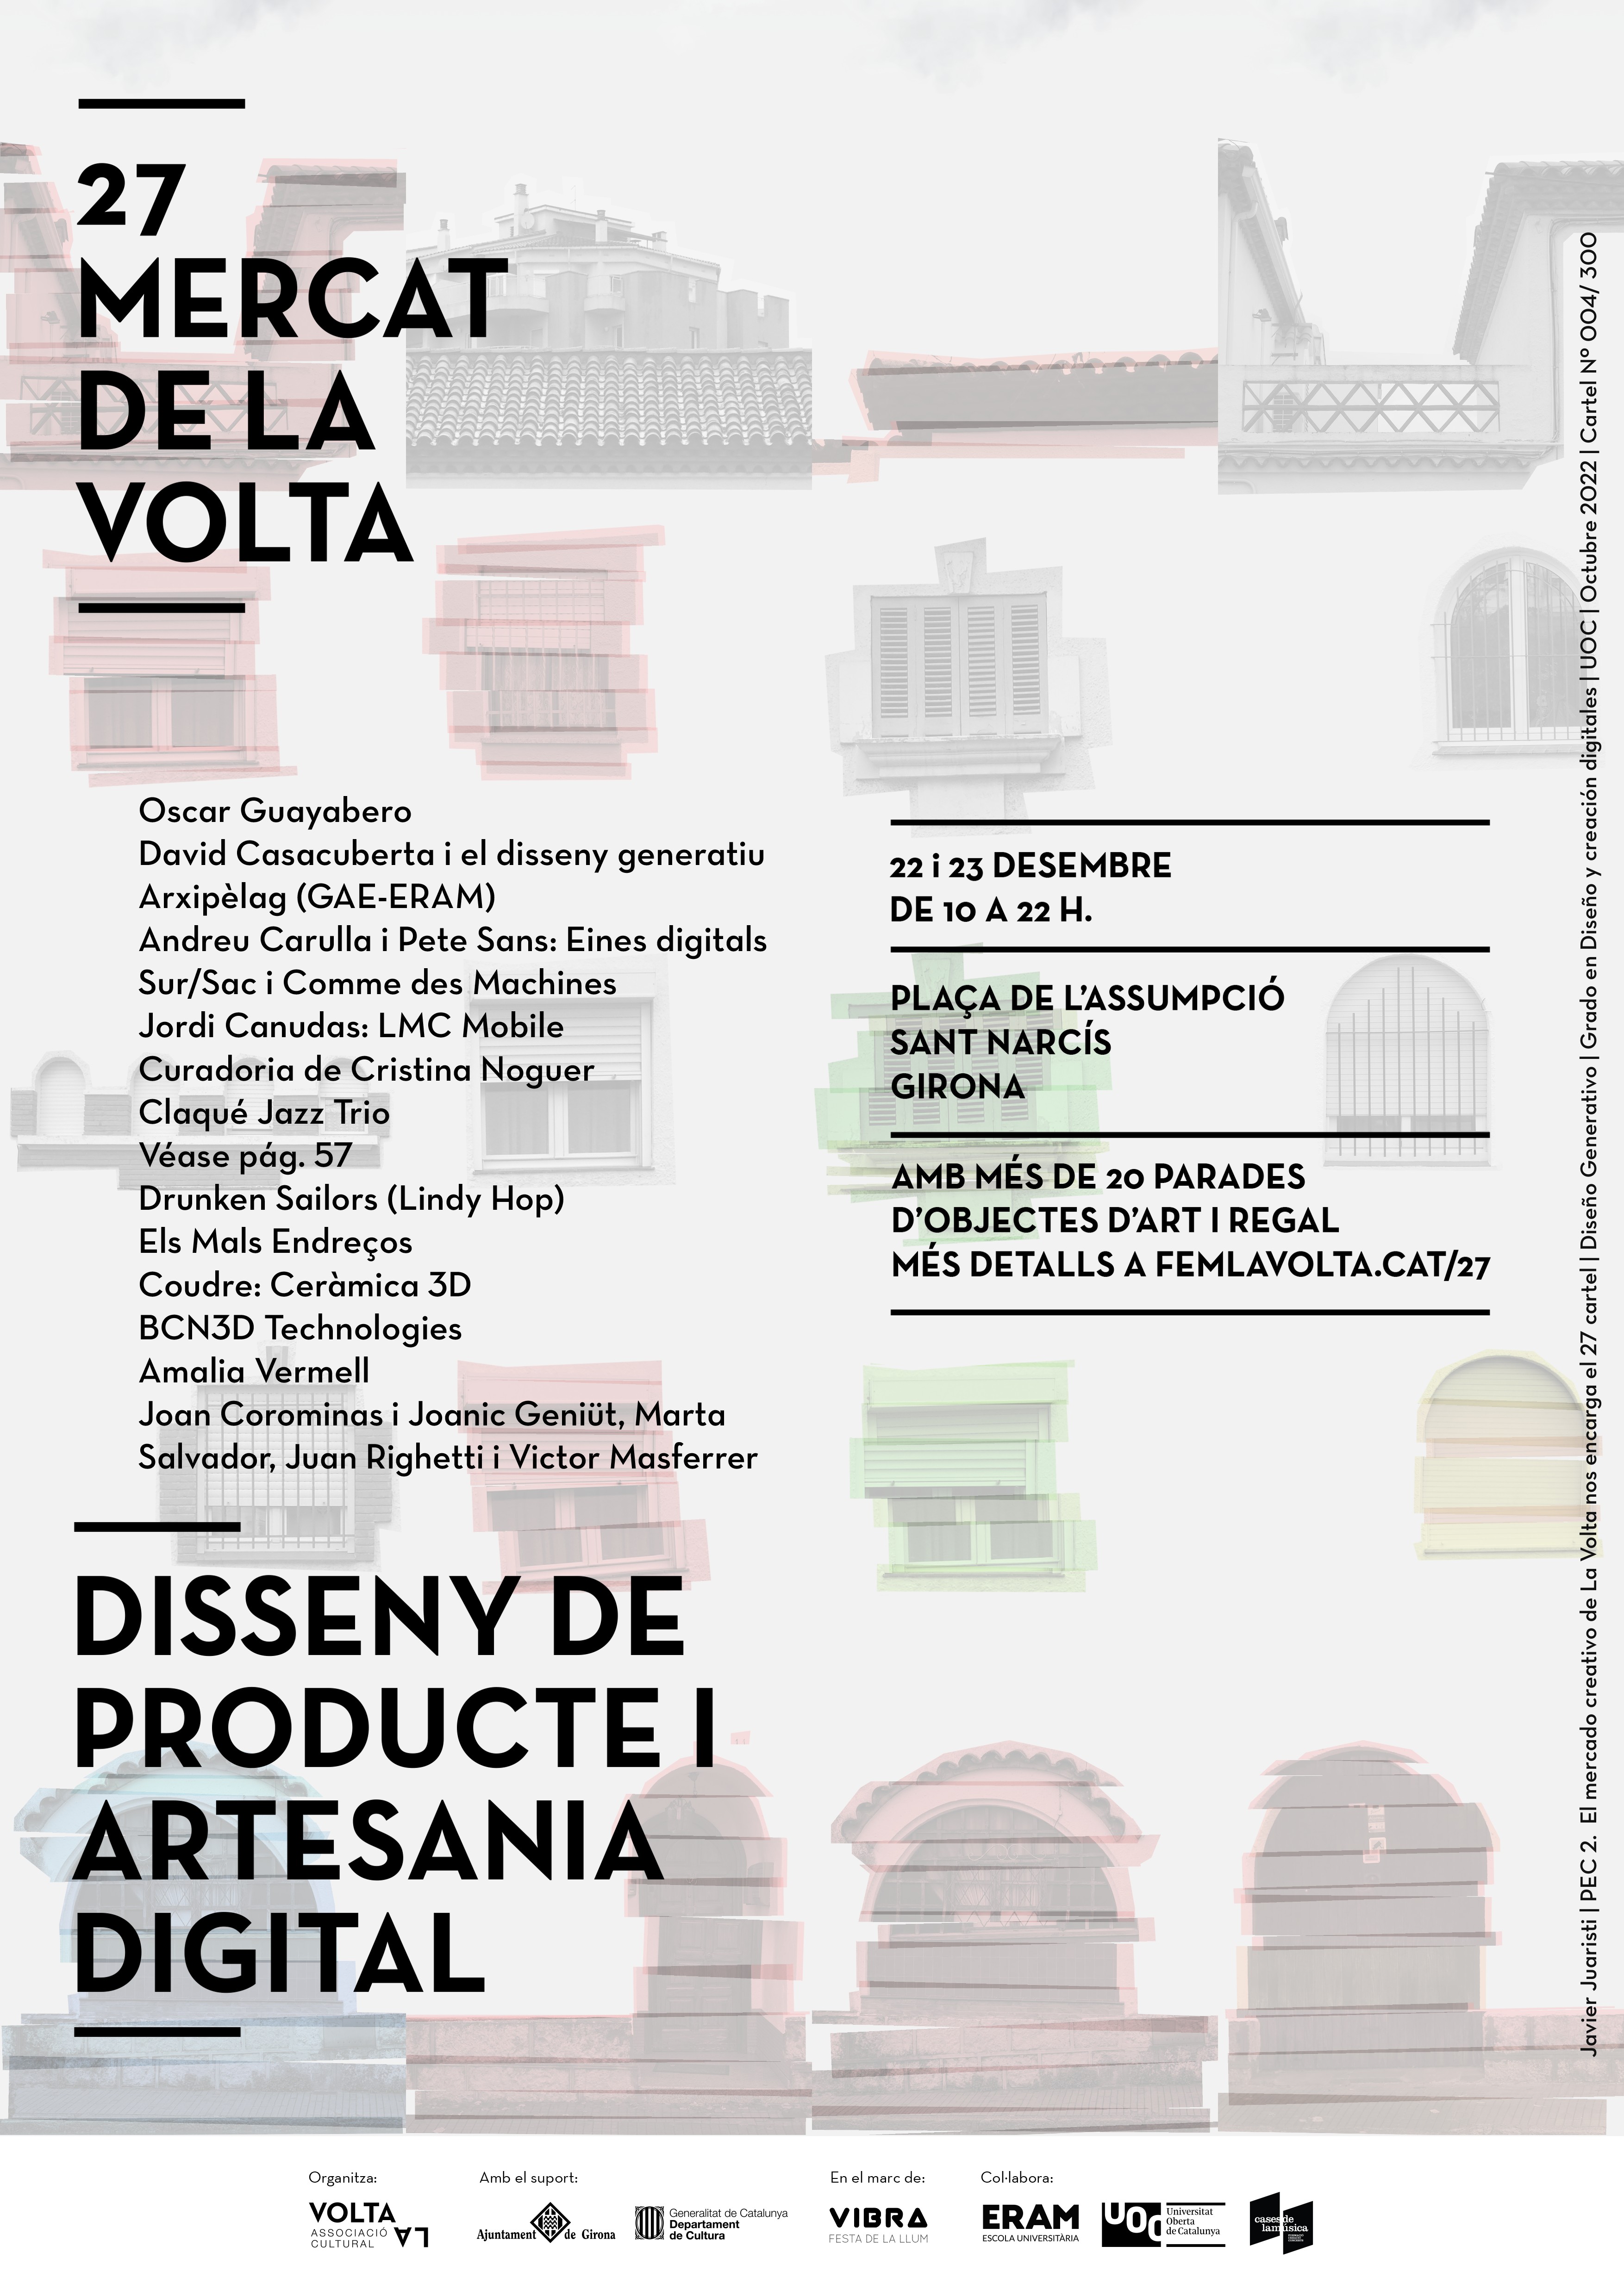 27
MERCAT
DE LA
VOLTA
Oscar Guayabero
David Casacuberta i el disseny generatiu
Arxipèlag (GAE-ERAM)
Andreu Carulla i Pete Sans: Eines digitals
Sur/Sac i Comme des Machines
Jordi Canudas: LMC Mobile
Curadoria de Cristina Noguer
Claqué Jazz Trio
Véase pág. 57
Drunken Sailors (Lindy Hop)
Els Mals Endreços
Coudre: Ceràmica 3D
BCN3D Technologies
Amalia Vermell
Joan Corominas i Joanic Geniüt, Marta
Salvador, Juan Righetti i Victor Masferrer
22 i 23 DESEMBRE
DE 10 A 22 H.
PLAÇA DE L’ASSUMPCIÓ
SANT NARCÍS
GIRONA
AMB MÉS DE 20 PARADES
D’OBJECTES D’ART I REGAL
MÉS DETALLS A FEMLAVOLTA.CAT/27
DISSENY DE
PRODUCTE I
ARTESANIA
DIGITAL
Javier Juaristi | PEC 2. El mercado creativo de La Volta nos encarga el 27 cartel | Diseño Generativo | Grado en Diseño y creación digitales | UOC | Octubre 2022 | Cartel Nº 004/ 300
Organitza:
VOLTA
ASSOCIACIÓ LA
CULTURAL
Amb el suport:
Ajuntament de Girona
Generalitat de Catalunya
Departament
de Cultura
En el marc de:
VIBRA
FESTA DE LA LLUM
Col·labora:
ERAM
ESCOLA UNIVERSITÀRIA
UOC
Universitat
Oberta
de Catalunya
cases de
la música